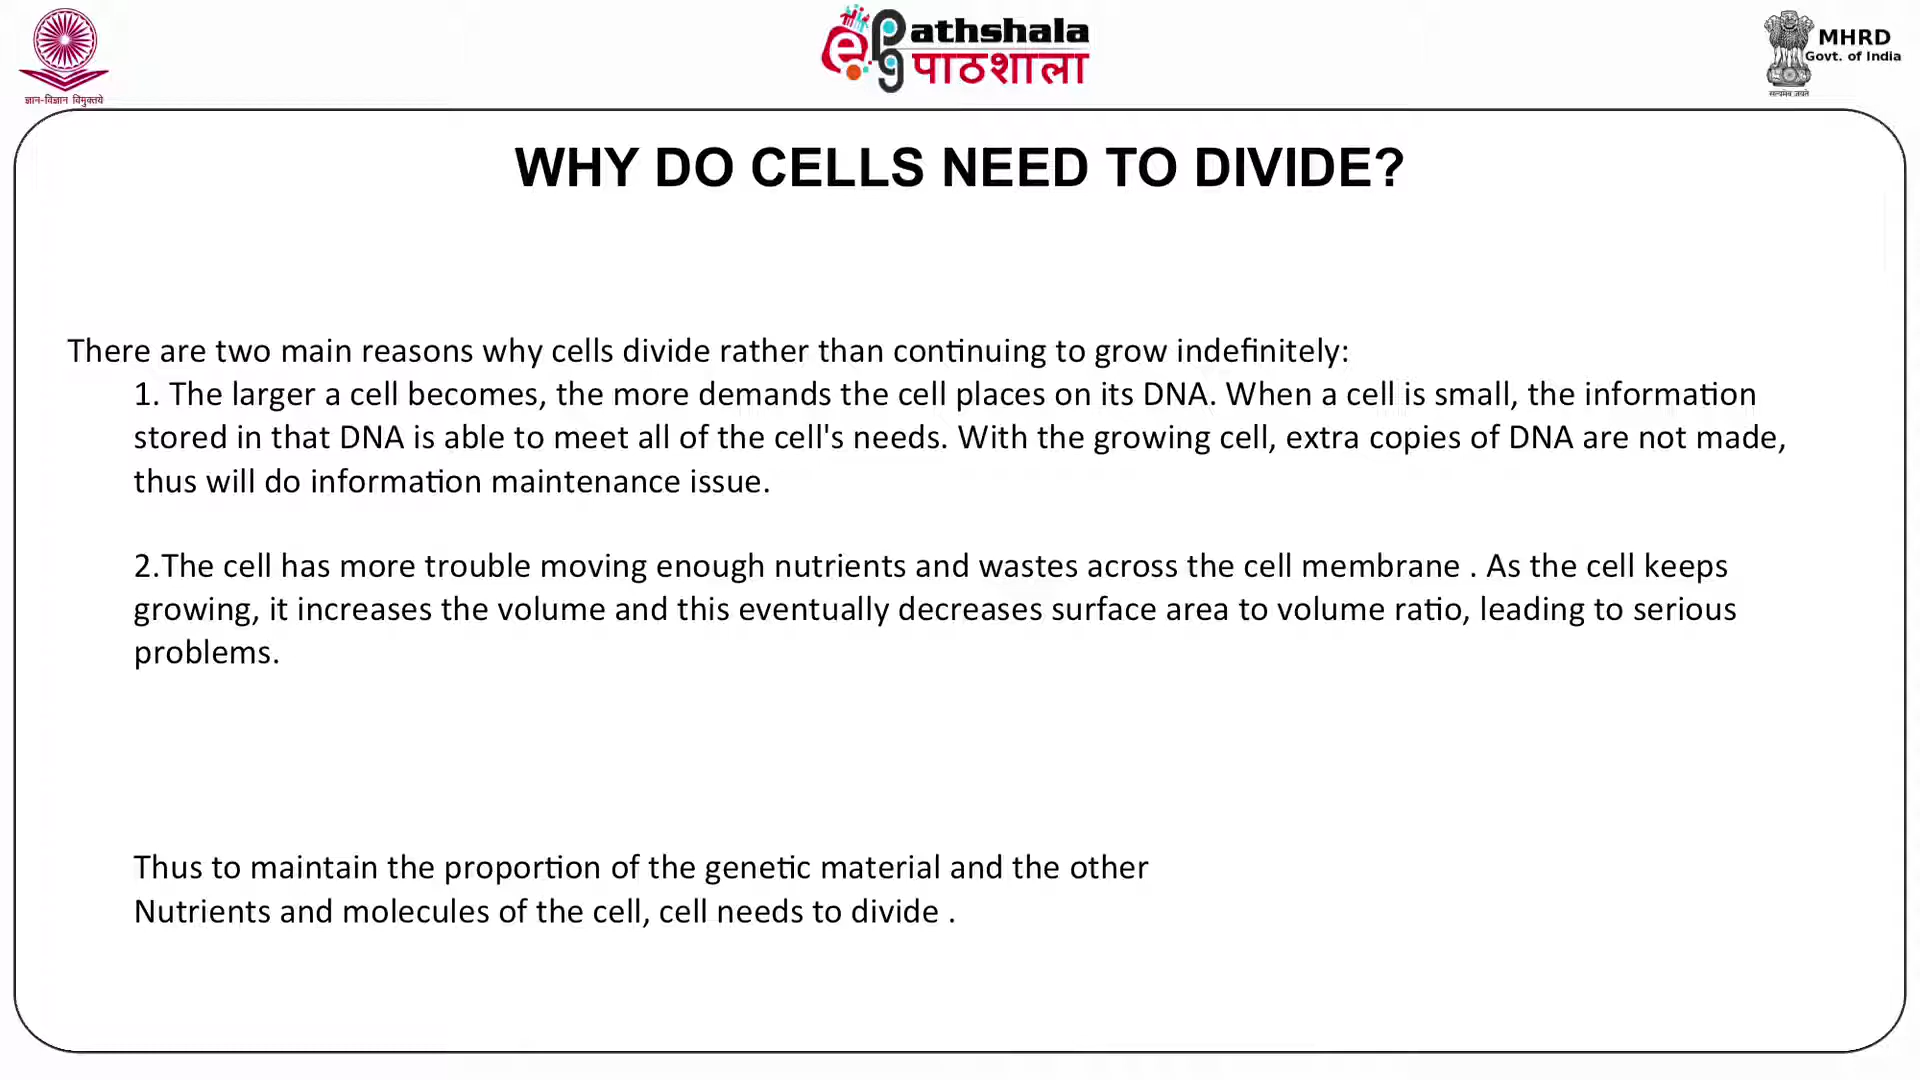 ज्ञान-विज्ञान विमुक्तये
ePathshala
पाठशाला
MHRD
Govt. of India
सत्यमेव जयते
WHY DO CELLS NEED TO DIVIDE?
There are two main reasons why cells divide rather than continuing to grow indefinitely:
1. The larger a cell becomes, the more demands the cell places on its DNA. When a cell is small, the information
stored in that DNA is able to meet all of the cell's needs. With the growing cell, extra copies of DNA are not made,
thus will do information maintenance issue.
2.The cell has more trouble moving enough nutrients and wastes across the cell membrane . As the cell keeps
growing, it increases the volume and this eventually decreases surface area to volume ratio, leading to serious
problems.
Thus to maintain the proportion of the genetic material and the other
Nutrients and molecules of the cell, cell needs to divide .